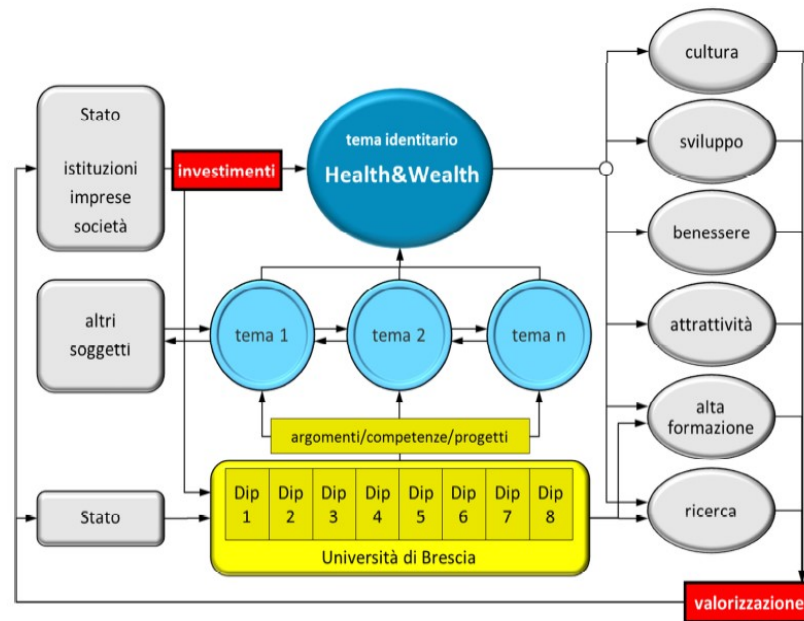 Stato
istituzioni
imprese
società
investimenti
tema identitario
Health&Wealth
cultura
sviluppo
benessere
attrattività
alta
formazione
ricerca
altri
soggetti
tema 1
tema 2
tema n
argomenti/competenze/progetti
Stato
Dip Dip Dip Dip Dip Dip Dip Dip
1 2 3 4 5 6 7 8
Università di Brescia
valorizzazione